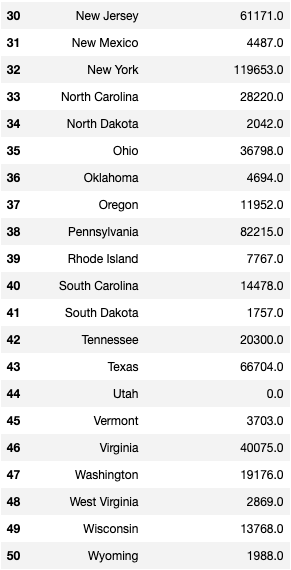 30 New Jersey 61171.0
31 New Mexico 4487.0
32 New York 119653.0
33 North Carolina 28220.0
34 North Dakota 2042.0
35 Ohio 36798.0
36 Oklahoma 4694.0
37 Oregon 11952.0
38 Pennsylvania 82215.0
39 Rhode Island 7767.0
40 South Carolina 14478.0
41 South Dakota 1757.0
42 Tennessee 20300.0
43 Texas 66704.0
44 Utah 0.0
45 Vermont 3703.0
46 Virginia 40075.0
47 Washington 19176.0
48 West Virginia 2869.0
49 Wisconsin 13768.0
50 Wyoming 1988.0